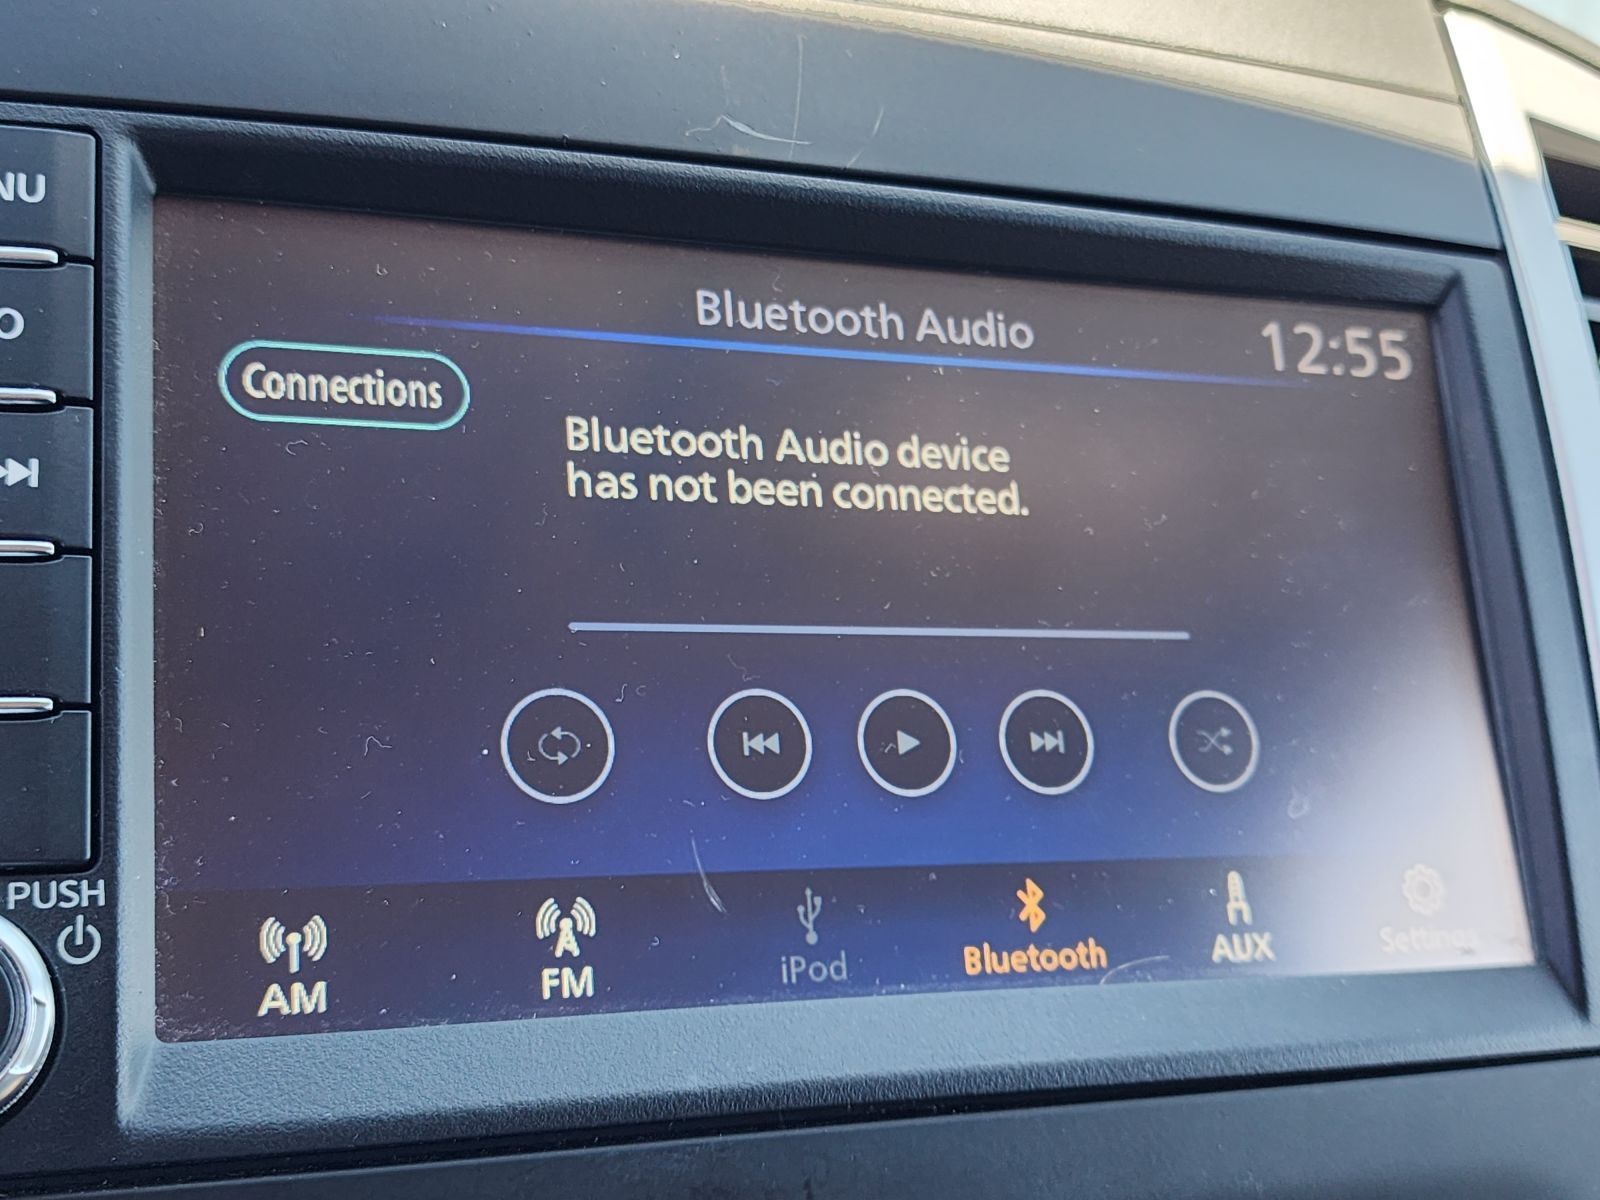 NU
O
PUSH
Bluetooth Audio
12:55
Connections
Bluetooth Audio device
has not been connected.
AM
FM
iPod
Bluetooth
AUX
Settings